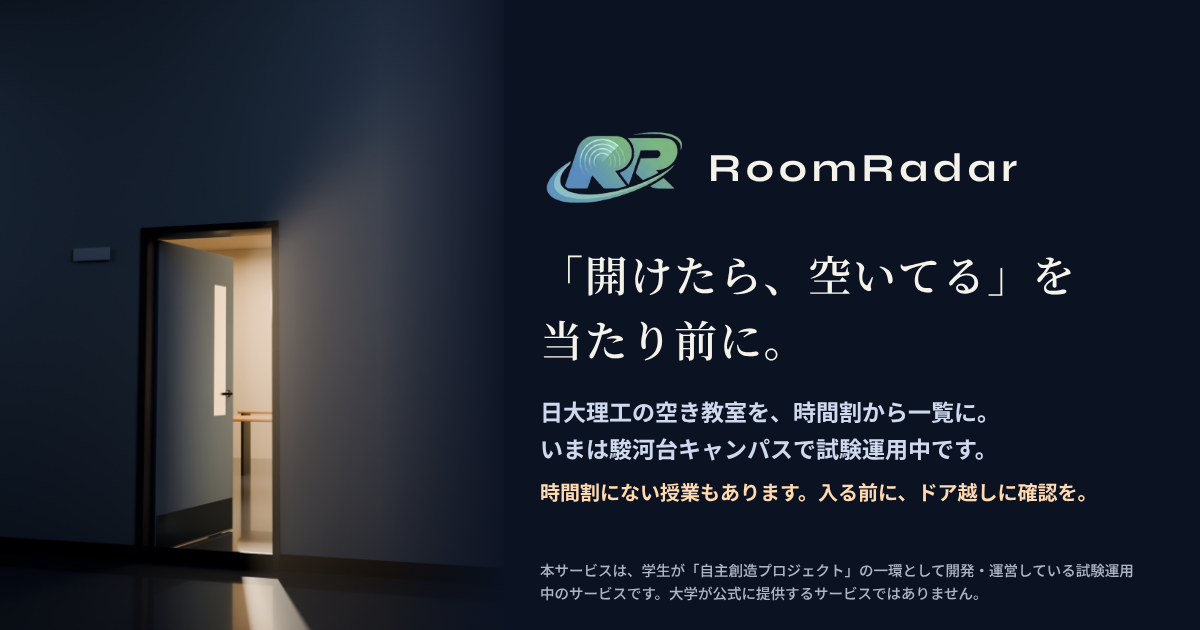 RR RoomRadar
「開けたら、空いてる」を
当たり前に。
日大理工の空き教室を、時間割から一覧に。
いまは駿河台キャンパスで試験運用中です。
時間割にない授業もあります。入る前に、ドア越しに確認を。
本サービスは、学生が「自主創造プロジェクト」の一環として開発・運営している試験運用
中のサービスです。大学が公式に提供するサービスではありません。